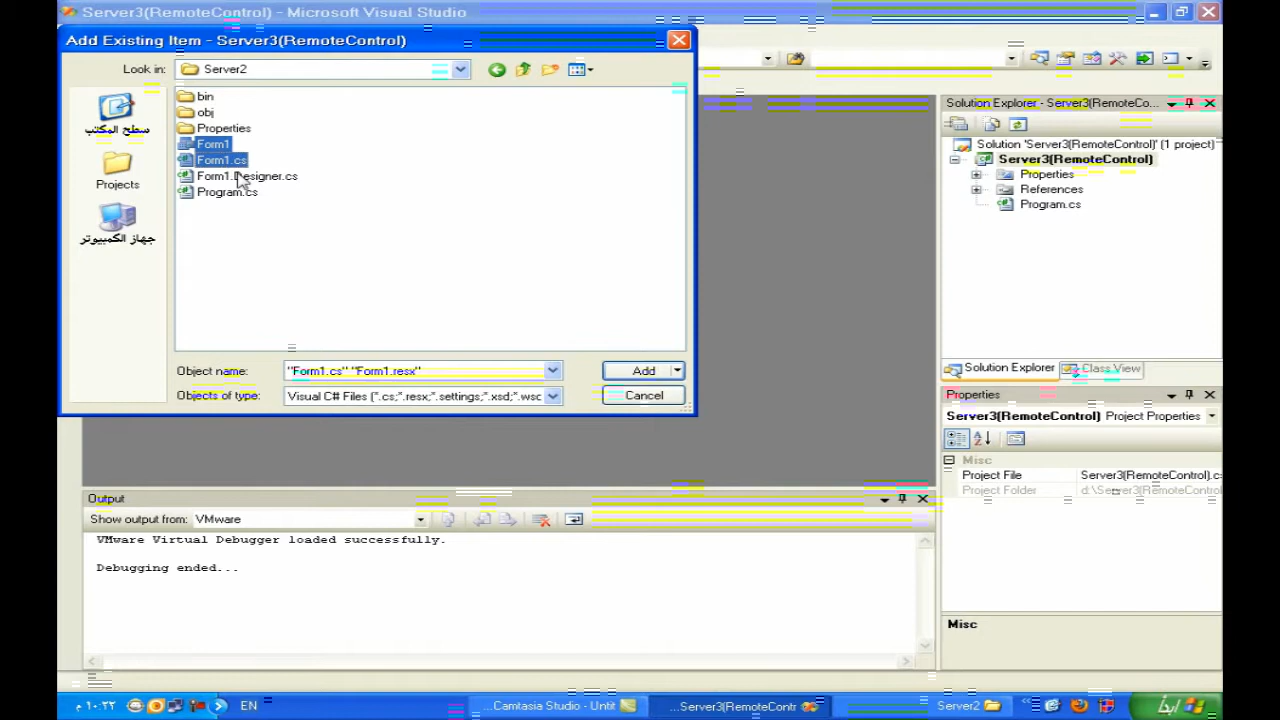 Server3(RemoteControl) - Microsoft Visual Studio
Add Existing Item - Server3(RemoteControl)
Look in:
Server2
سطح المكتب
Projects
جهاز الكمبيوتر
bin
obj
Properties
Form1
Form1.cs
Form1.Designer.cs
Program.cs
Object name:
"Form1.cs" "Form1.resx"
Add
Objects of type:
Visual C# Files (*.cs;*.resx;*.settings;*.xsd;*.wsc
Cancel
Solution Explorer - Server3(RemoteCo...
Solution 'Server3(RemoteControl)' (1 project)
Server3(RemoteControl)
Properties
References
Program.cs
Solution Explorer
Class View
Properties
Server3(RemoteControl) Project Properties
Misc
Project File
Server3(RemoteControl).c
Project Folder
d:\Server3(RemoteControl
Misc
Output
Show output from:
VMware
VMware Virtual Debugger loaded successfully.
Debugging ended...
١٠:٢٢ م
EN
...Camtasia Studio - Untit
...Server3(RemoteContr
Server2
ابدأ